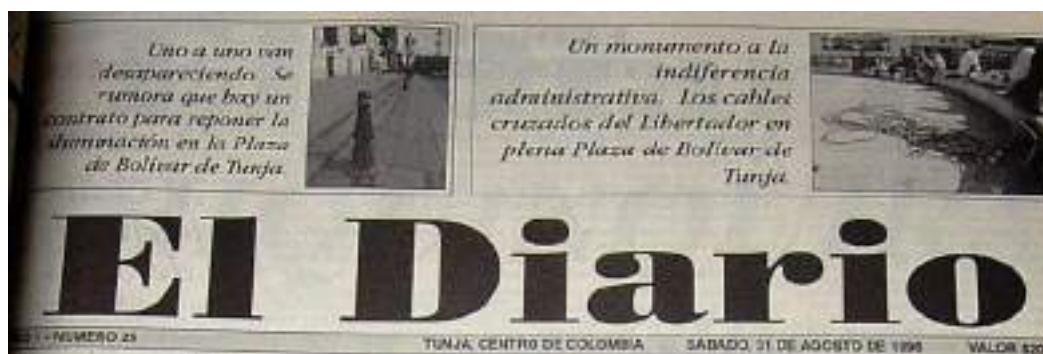 Uno a uno van
desapareciendo. Se
rumora que hay un
contrato para reponer la
iluminación en la Plaza
de Bolívar de Tunja.
Un monumento a la
indiferencia
administrativa. Los cables
cruzados del Libertador en
plena Plaza de Bolívar de
Tunja.
El Diario
NUMERO 25
TUNJA, CENTRO DE COLOMBIA
SÁBADO, 31 DE AGOSTO DE 1996
VALOR